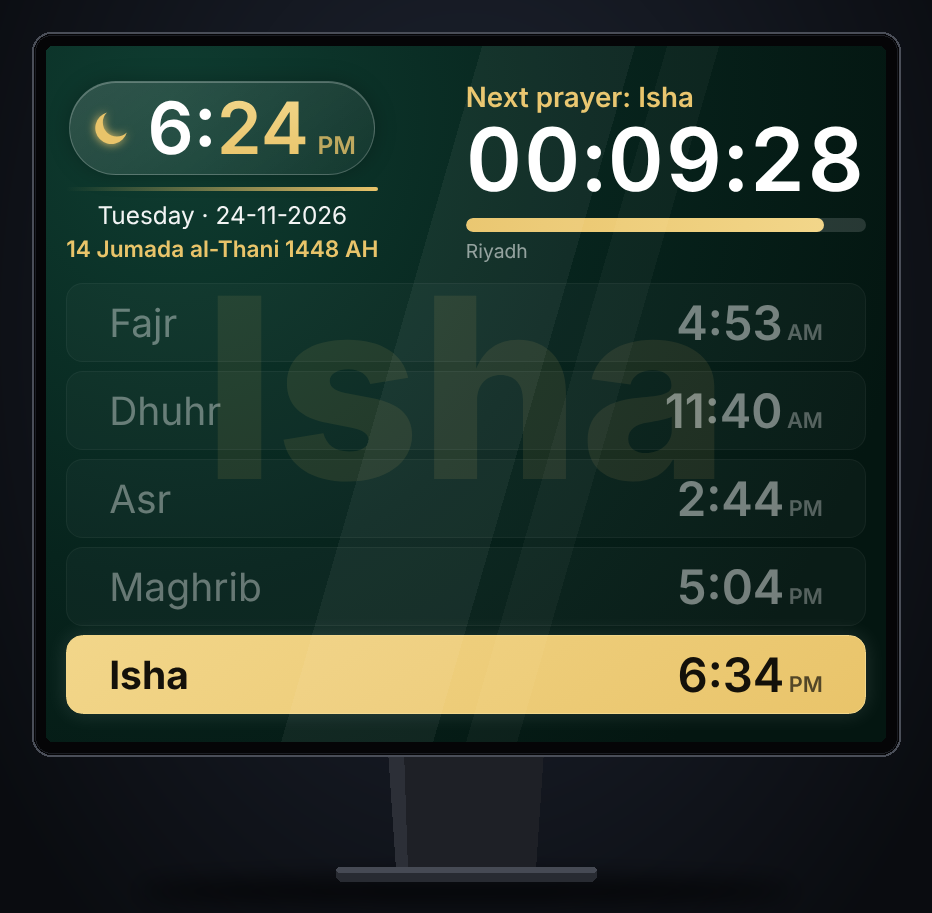 6:24 PM
Tuesday · 24-11-2026
14 Jumada al-Thani 1448 AH
Next prayer: Isha
00:09:28
Riyadh
Isha
Fajr 4:53 AM
Dhuhr 11:40 AM
Asr 2:44 PM
Maghrib 5:04 PM
Isha 6:34 PM